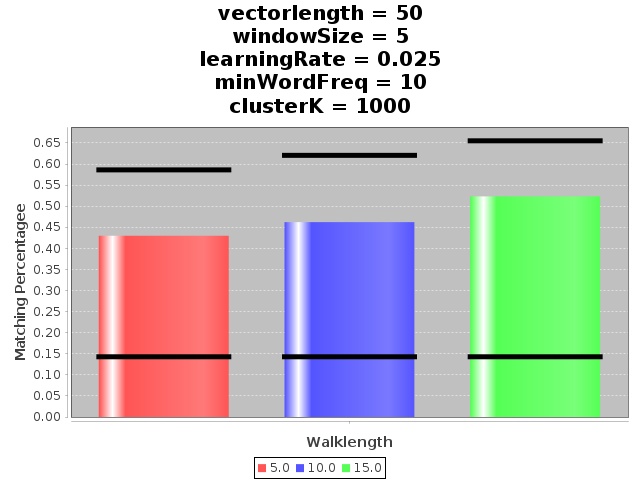 vectorlength = 50
windowSize = 5
learningRate = 0.025
minWordFreq = 10
clusterK = 1000
0.65
0.60
0.55
0.50
0.45
0.40
0.35
0.30
0.25
0.20
0.15
0.10
0.05
0.00
Matching Percentagee
Walklength
5.0 10.0 15.0